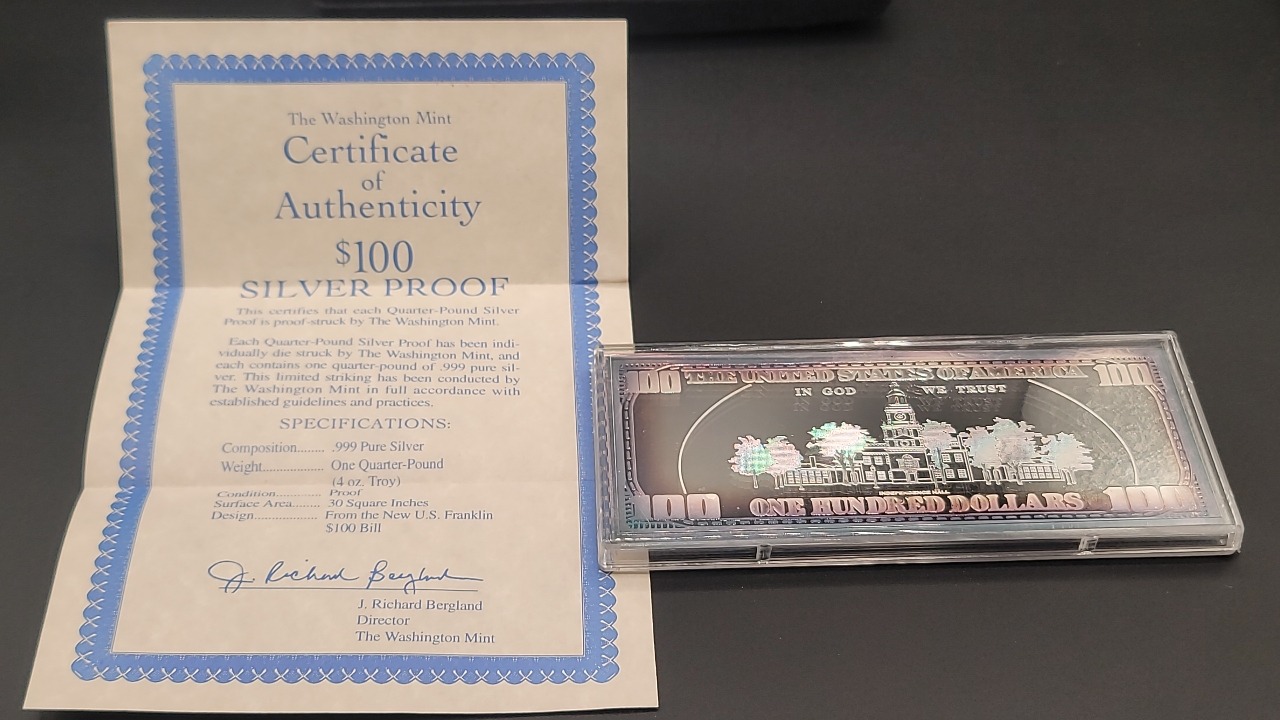 The Washington Mint
Certificate
of
Authenticity
$100
SILVER PROOF
This certifies that each Quarter-Pound Silver
Proof is proof-struck by The Washington Mint.
Each Quarter-Pound Silver Proof has been indi-
vidually die struck by The Washington Mint, and
each contains one quarter-pound of .999 pure sil-
ver. This limited striking has been conducted by
The Washington Mint in full accordance with
established guidelines and practices.
SPECIFICATIONS:
Composition........ .999 Pure Silver
Weight.................. One Quarter-Pound
(4 oz. Troy)
Condition............. Proof
Surface Area........ 30 Square Inches
Design.................. From the New U.S. Franklin
$100 Bill
J. Richard Bergland
J. Richard Bergland
Director
The Washington Mint
100 THE UNITED STATES OF AMERICA 100
IN GOD WE TRUST
INDEPENDENCE HALL
100 ONE HUNDRED DOLLARS 100